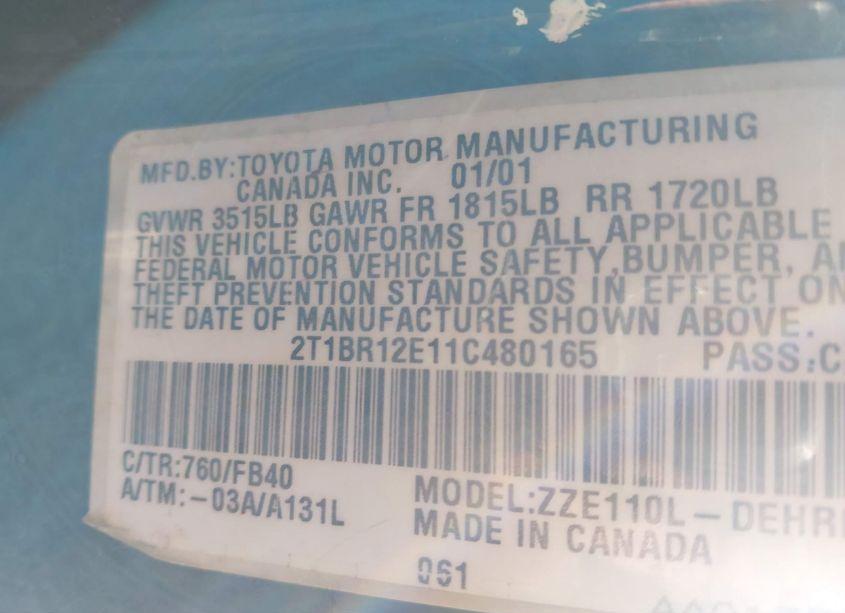 MFD.BY:TOYOTA MOTOR MANUFACTURING
CANADA INC. 01/01
GVWR 3515LB GAWR FR 1815LB RR 1720LB
THIS VEHICLE CONFORMS TO ALL APPLICABLE
FEDERAL MOTOR VEHICLE SAFETY,BUMPER,
THEFT PREVENTION STANDARDS IN EFFECT ON
THE DATE OF MANUFACTURE SHOWN ABOVE.
2T1BR12E11C480165 PASS:C
C/TR:760/FB40
A/TM:-03A/A131L
MODEL:ZZE110L-DEHR
MADE IN CANADA
061